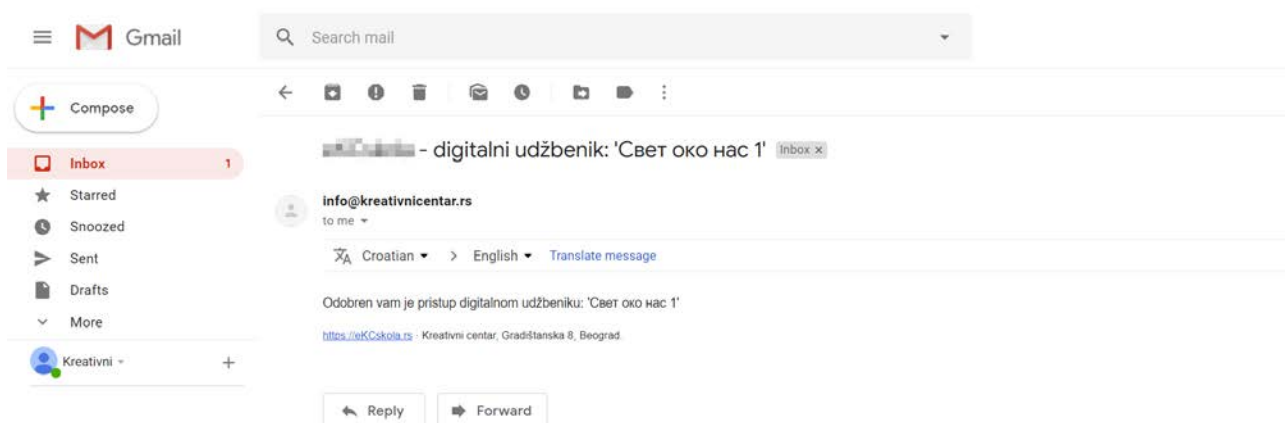 Gmail
Search mail
Compose
Inbox 1
Starred
Snoozed
Sent
Drafts
More
Kreativni
- digitalni udžbenik: 'Свет око нас 1' Inbox x
info@kreativnicentar.rs
to me
Croatian > English Translate message
Odobren vam je pristup digitalnom udžbeniku: 'Свет око нас 1'
https://eKCskola.rs - Kreativni centar, Gradištanska 8, Beograd.
Reply Forward